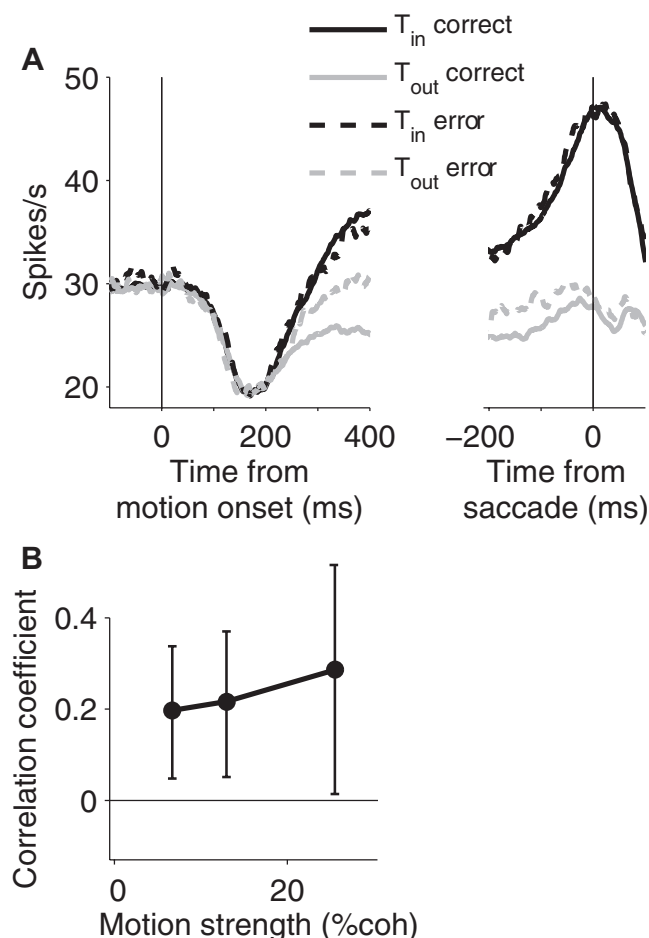 A
T_in correct
T_out correct
T_in error
T_out error
Spikes/s
50
40
30
20
0
200
400
Time from
motion onset (ms)
−200
0
Time from
saccade (ms)
B
Correlation coefficient
0.4
0.2
0
0
20
Motion strength (%coh)